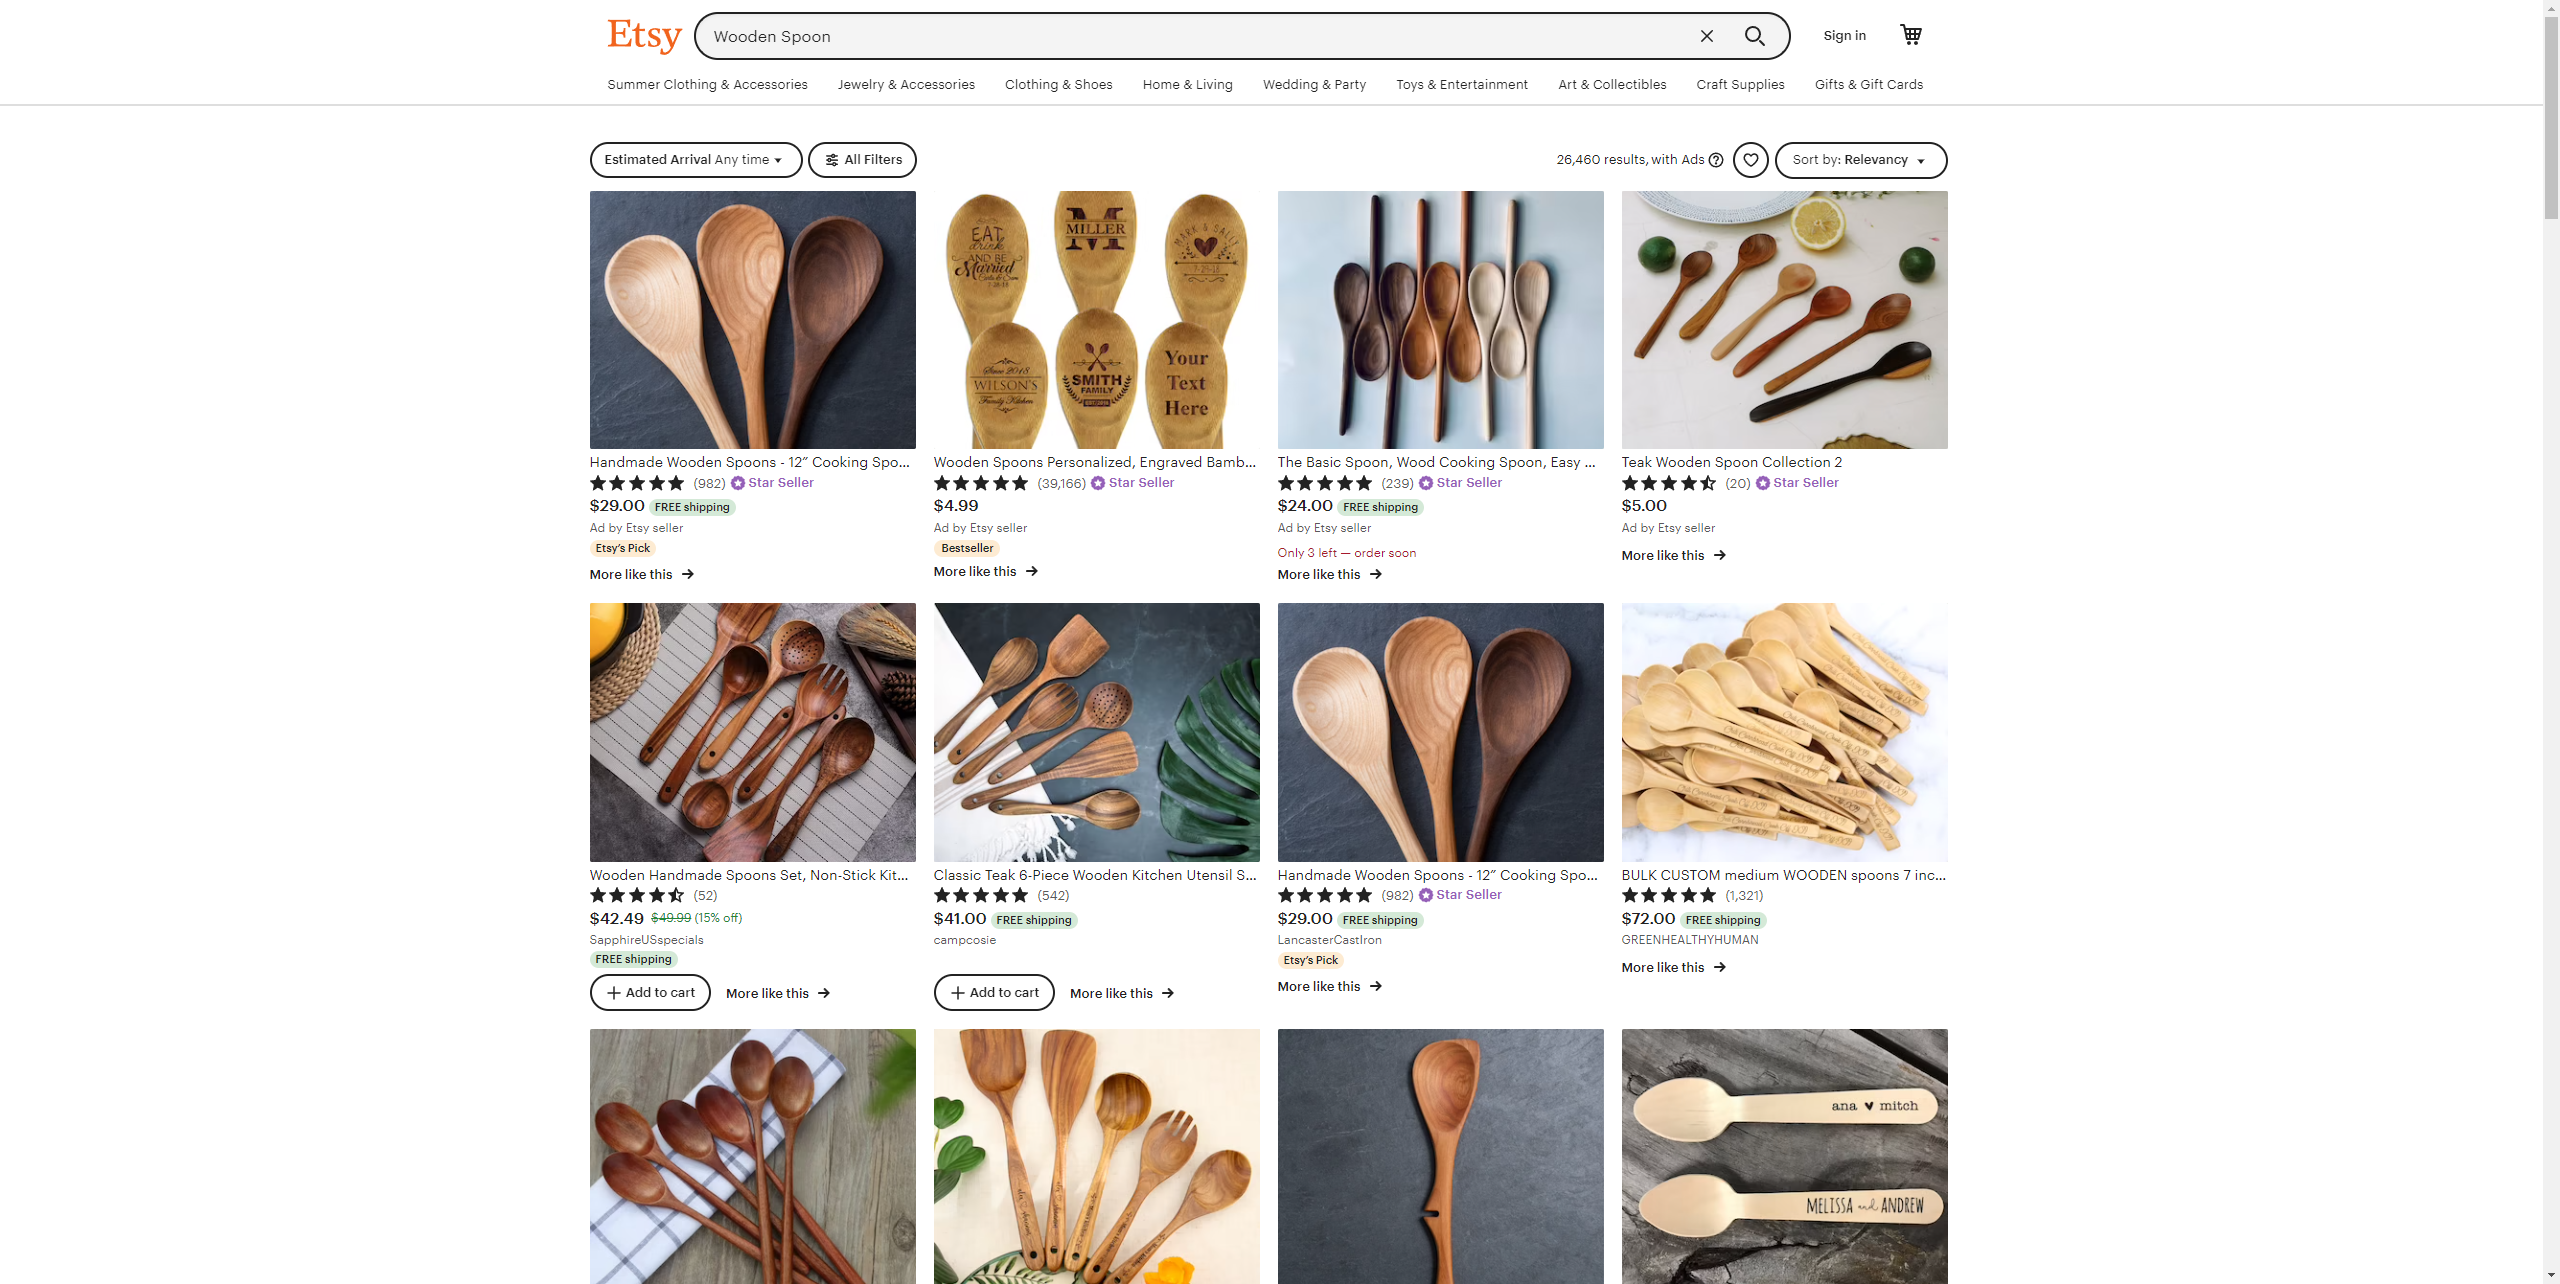 Etsy
Wooden Spoon
Sign in
Summer Clothing & Accessories
Jewelry & Accessories
Clothing & Shoes
Home & Living
Wedding & Party
Toys & Entertainment
Art & Collectibles
Craft Supplies
Gifts & Gift Cards
Estimated Arrival Any time
All Filters
26,460 results, with Ads
Sort by: Relevancy
EAT
drink
AND BE
Married
M
MILLER
MARK & SALLY
7-29-18
Since 2018
WILSON'S
Family Kitchen
SMITH
FAMILY
Your
Text
Here
Handmade Wooden Spoons - 12” Cooking Spo...
(982) Star Seller
$29.00 FREE shipping
Ad by Etsy seller
Etsy’s Pick
More like this
Wooden Spoons Personalized, Engraved Bamb...
(39,166) Star Seller
$4.99
Ad by Etsy seller
Bestseller
More like this
The Basic Spoon, Wood Cooking Spoon, Easy ...
(239) Star Seller
$24.00 FREE shipping
Ad by Etsy seller
Only 3 left — order soon
More like this
Teak Wooden Spoon Collection 2
(20) Star Seller
$5.00
Ad by Etsy seller
More like this
Wooden Handmade Spoons Set, Non-Stick Kit...
(52)
$42.49 $49.99 (15% off)
SapphireUSspecials
FREE shipping
Add to cart
More like this
Classic Teak 6-Piece Wooden Kitchen Utensil S...
(542)
$41.00 FREE shipping
campcosie
Add to cart
More like this
Handmade Wooden Spoons - 12” Cooking Spo...
(982) Star Seller
$29.00 FREE shipping
LancasterCastIron
Etsy’s Pick
More like this
BULK CUSTOM medium WOODEN spoons 7 inc...
(1,321)
$72.00 FREE shipping
GREENHEALTHYHUMAN
More like this
ana ♥ mitch
MELISSA and ANDREW